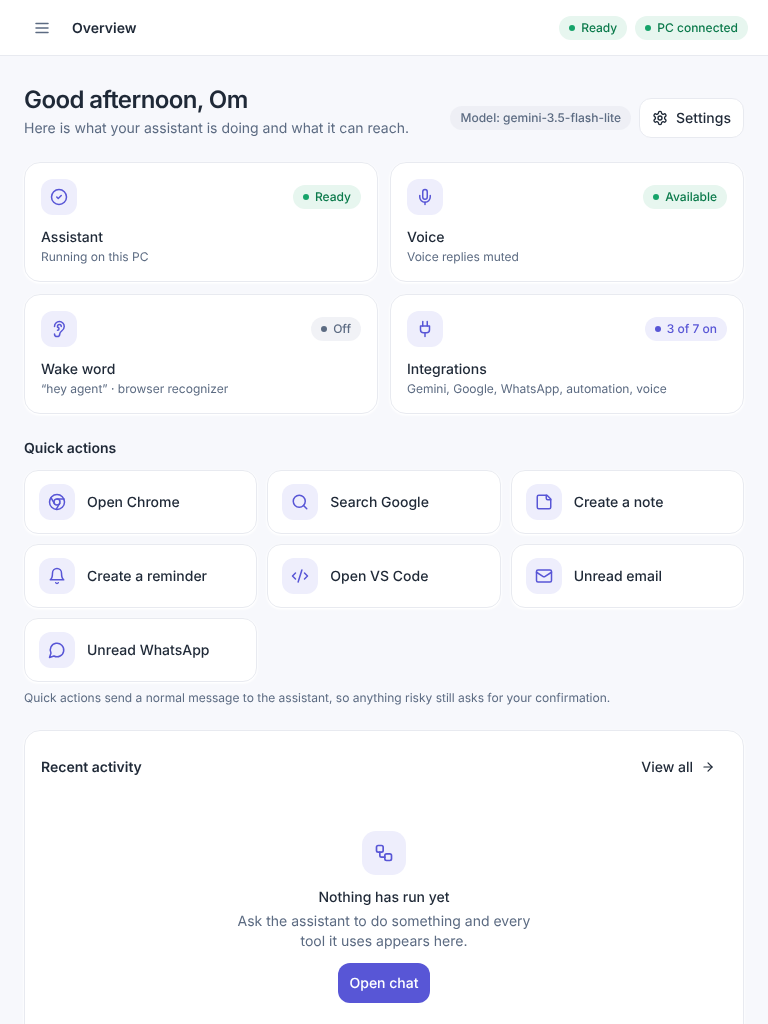 Overview
Ready
PC connected
Good afternoon, Om
Here is what your assistant is doing and what it can reach.
Model: gemini-3.5-flash-lite
Settings
Ready
Assistant
Running on this PC
Available
Voice
Voice replies muted
Off
Wake word
“hey agent” · browser recognizer
3 of 7 on
Integrations
Gemini, Google, WhatsApp, automation, voice
Quick actions
Open Chrome
Search Google
Create a note
Create a reminder
Open VS Code
Unread email
Unread WhatsApp
Quick actions send a normal message to the assistant, so anything risky still asks for your confirmation.
Recent activity
View all
Nothing has run yet
Ask the assistant to do something and every
tool it uses appears here.
Open chat